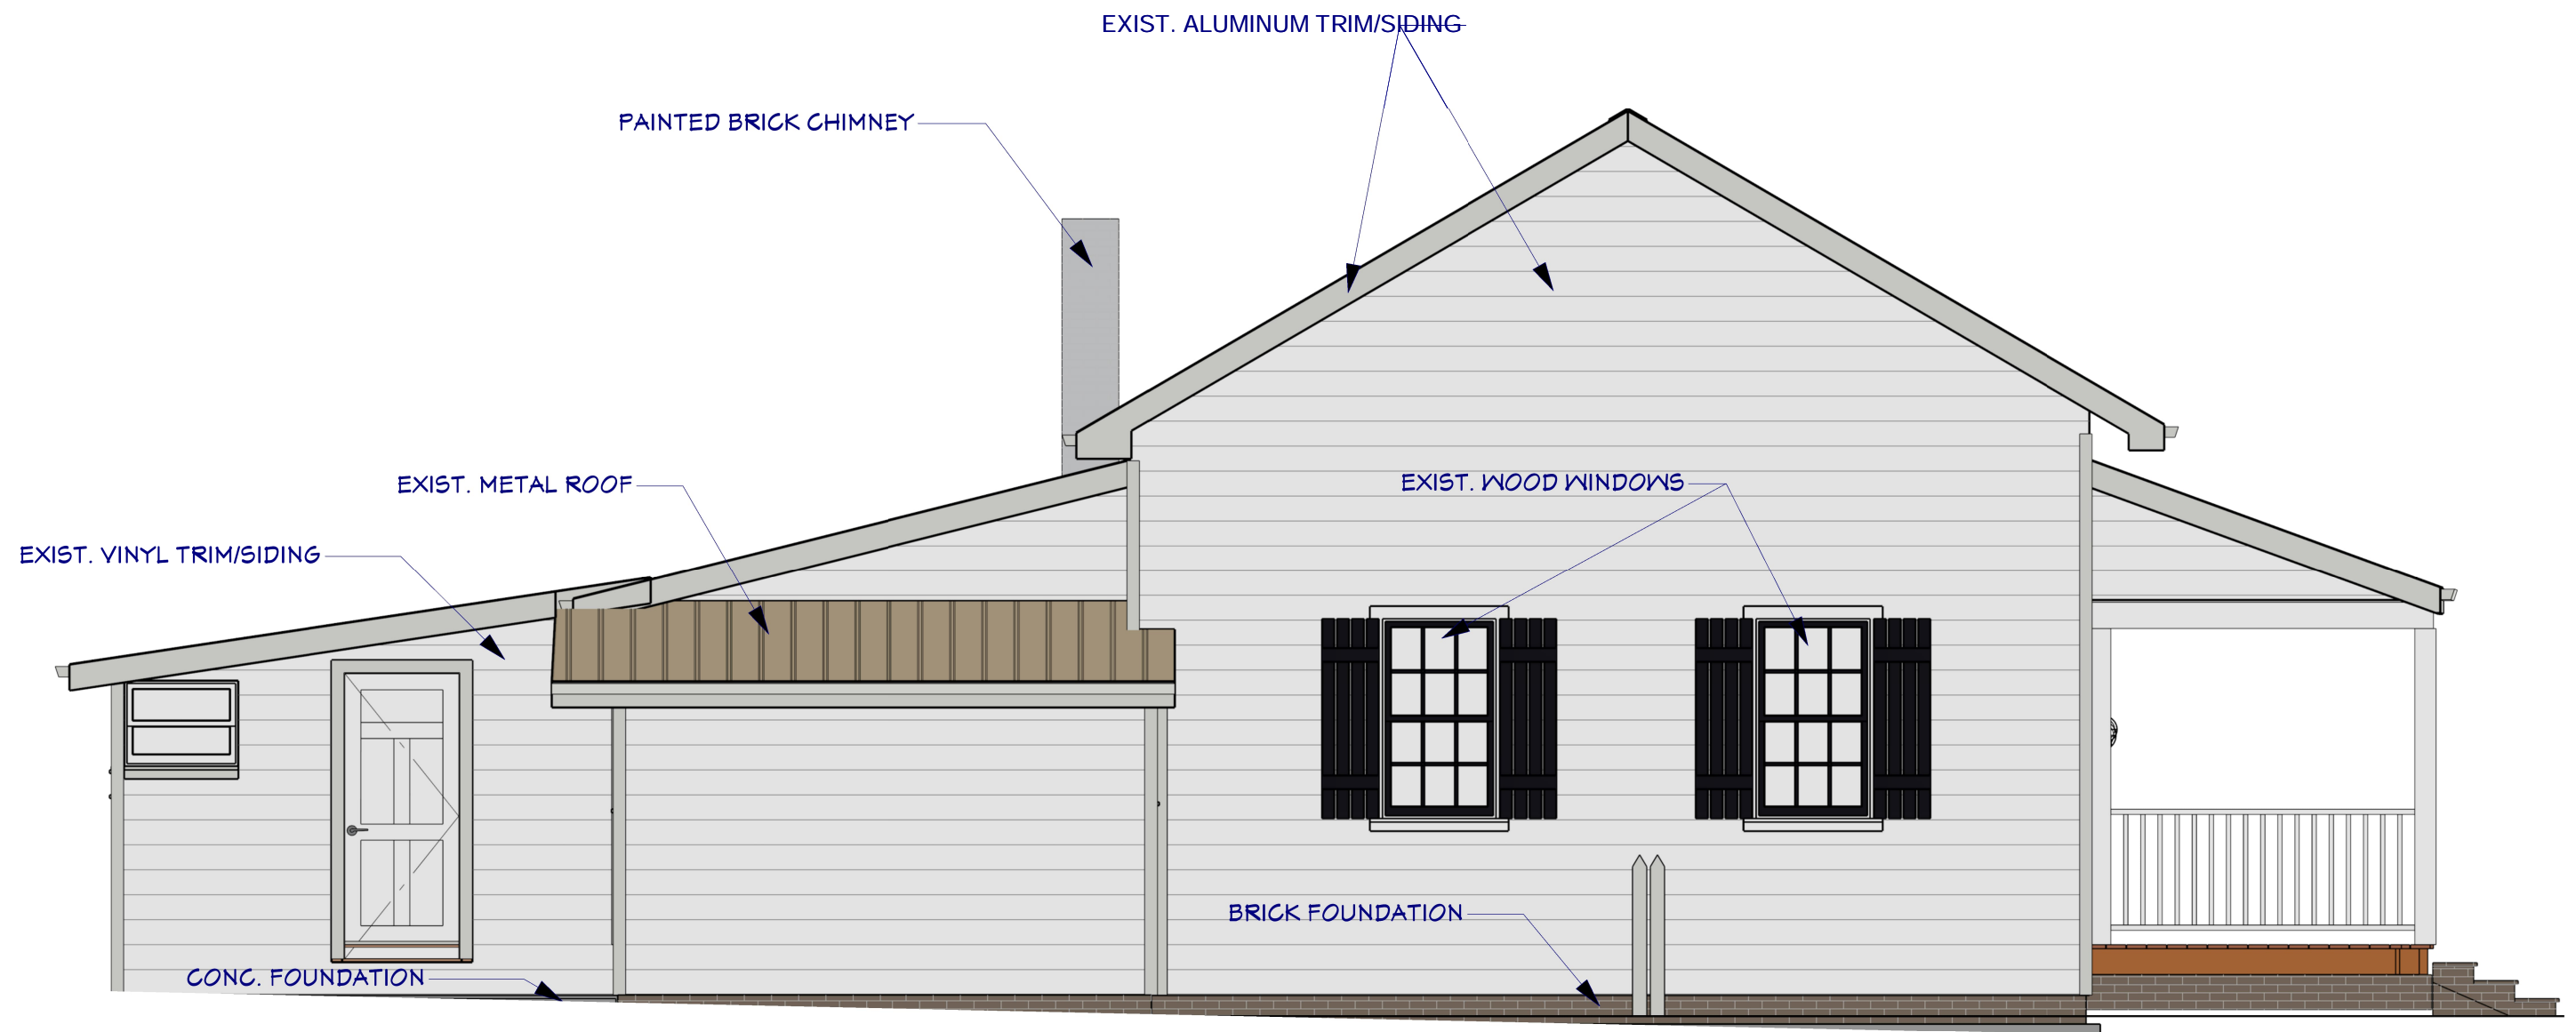 EXIST. ALUMINUM TRIM/SIDING
PAINTED BRICK CHIMNEY
EXIST. METAL ROOF
EXIST. WOOD WINDOWS
EXIST. VINYL TRIM/SIDING
BRICK FOUNDATION
CONC. FOUNDATION